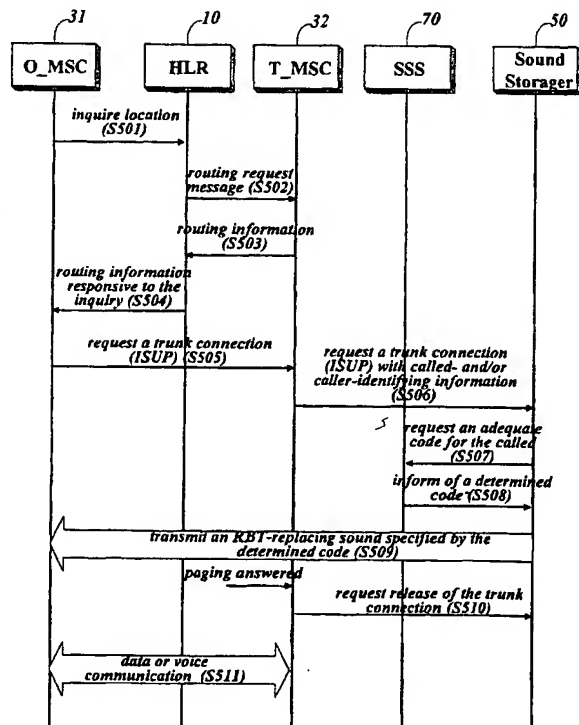 31
10
32
70
50
O_MSC
HLR
T_MSC
SSS
Sound
Storager
inquire location
(S501)
routing request
message (S502)
routing information
(S503)
routing information
responsive to the
inquiry (S504)
request a trunk connection
(ISUP) (S505)
request a trunk connection
(ISUP) with called- and/or
caller-identifying information
(S506)
request an adequate
code for the called
(S507)
inform of a determined
code (S508)
transmit an RBT-replacing sound specified by the
determined code (S509)
paging answered
request release of the trunk
connection (S510)
data or voice
communication (S511)